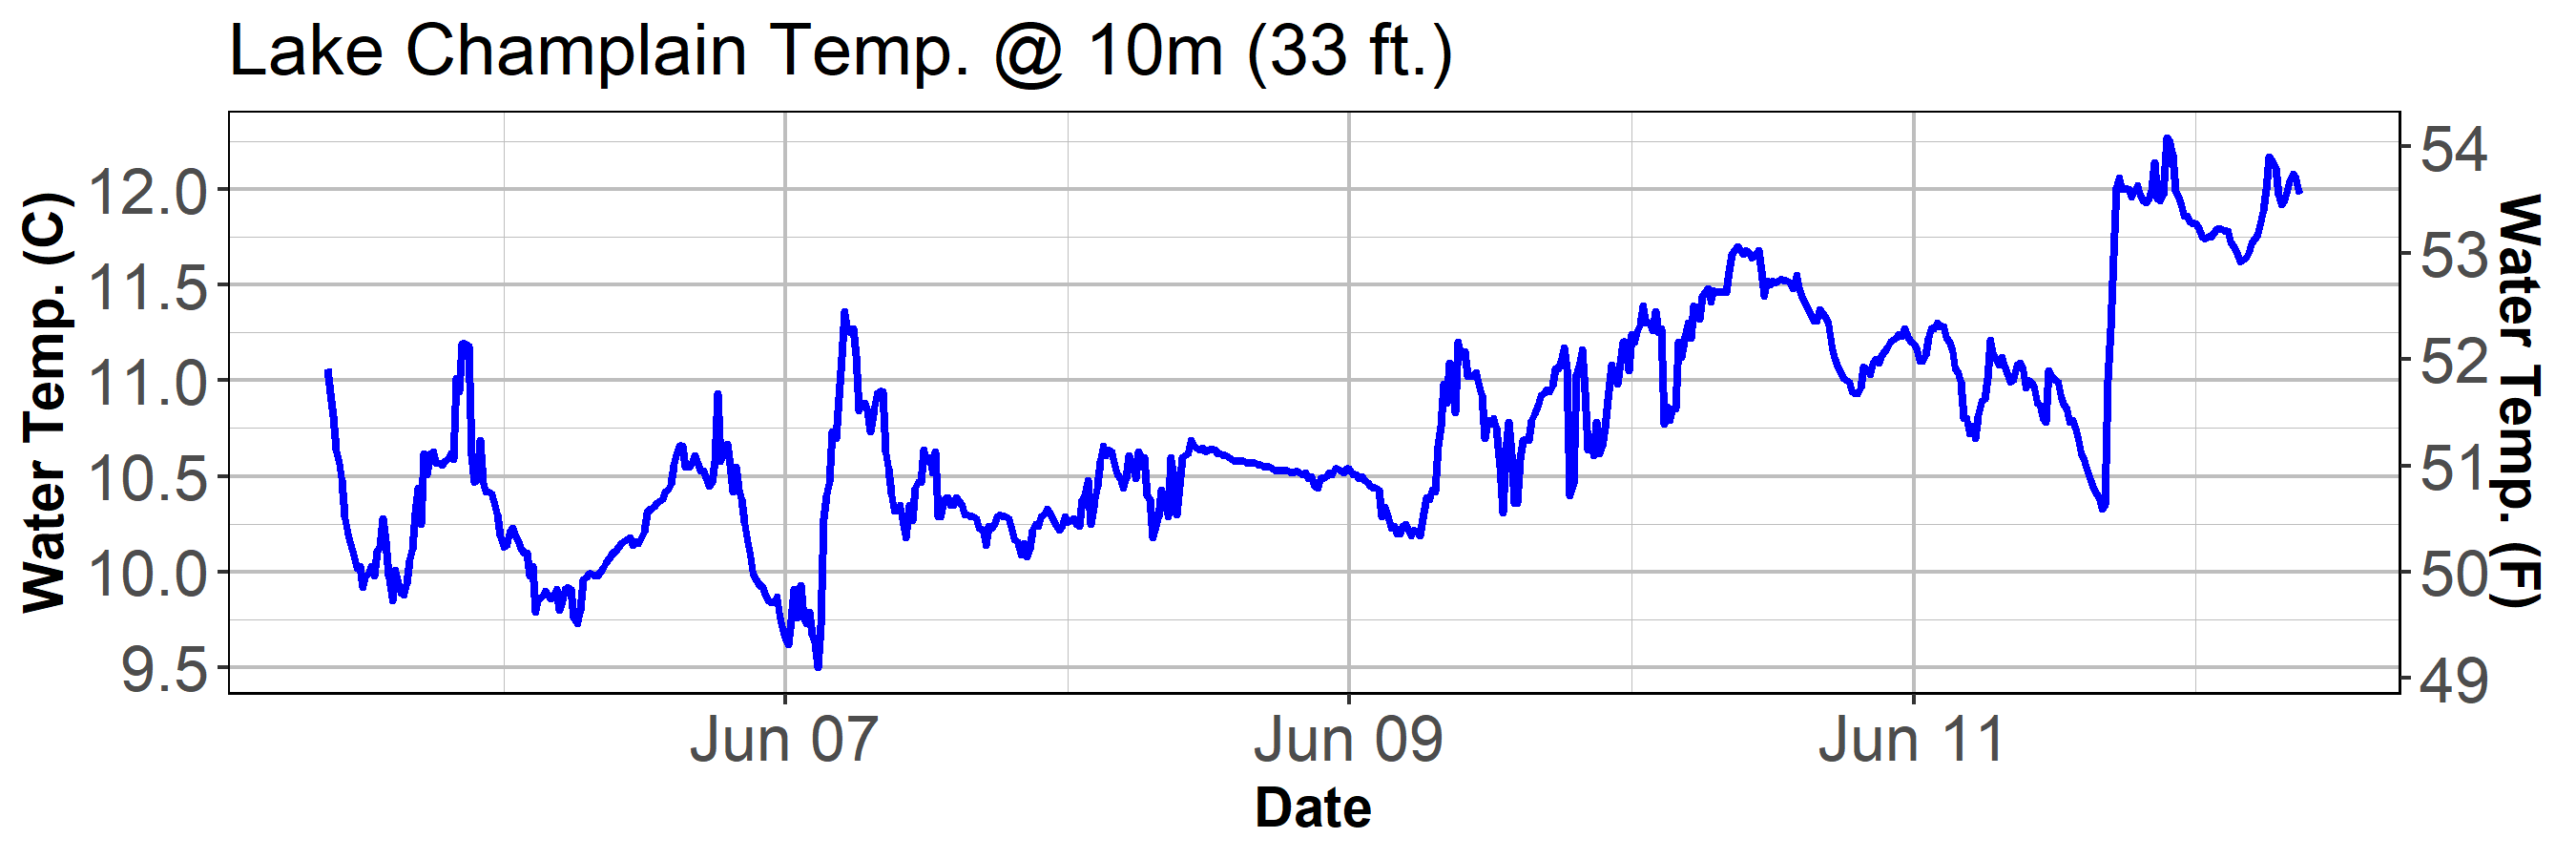 Lake Champlain Temp. @ 10m (33 ft.)
Water Temp. (C)
12.0
11.5
11.0
10.5
10.0
9.5
54
53
52
51
50
49
Water Temp. (F)
Jun 07 Jun 09 Jun 11
Date